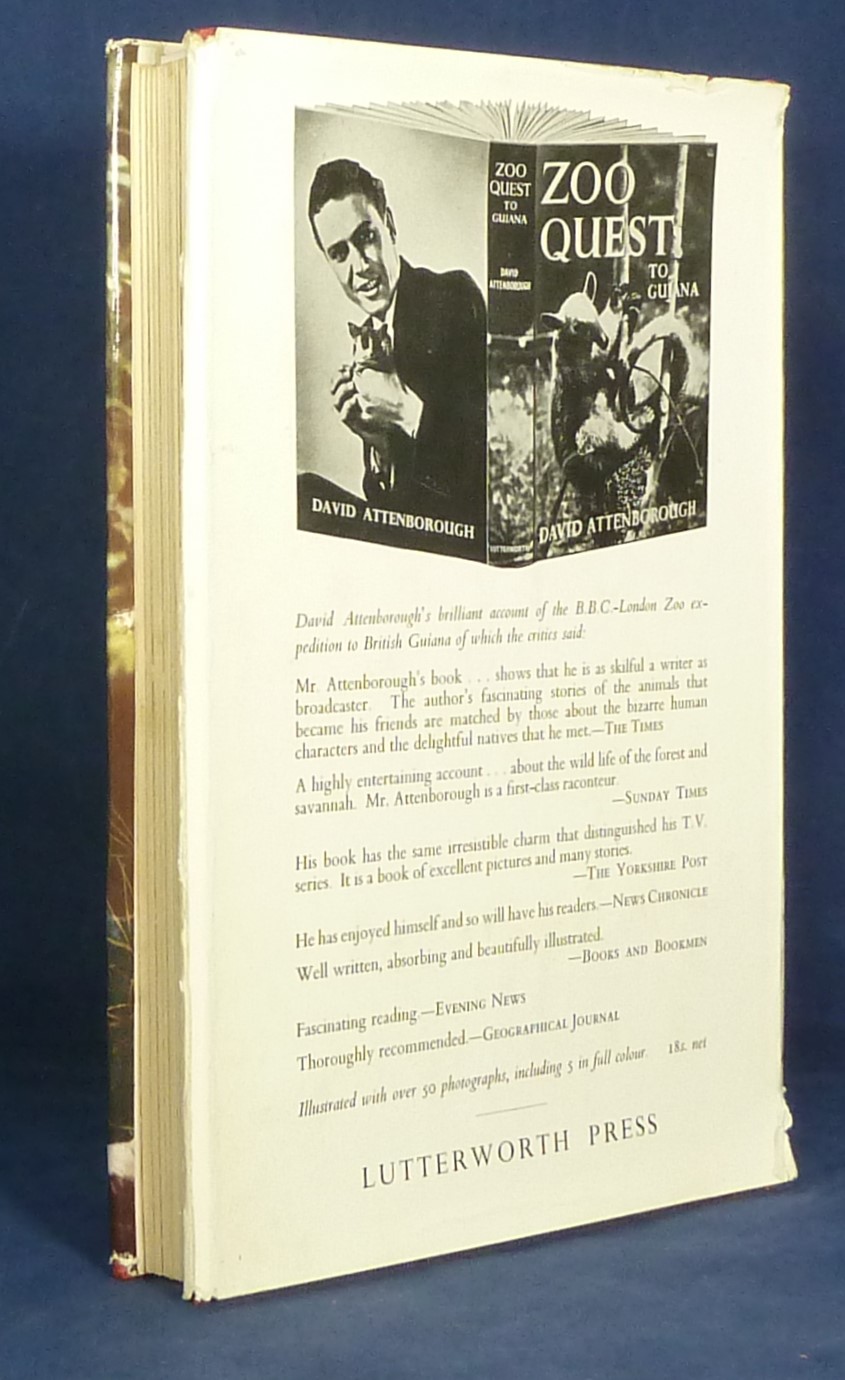 ZOO
QUEST
TO
GUIANA
DAVID
ATTENBOROUGH
LUTTERWORTH
ZOO
QUEST
TO
GUIANA
DAVID ATTENBOROUGH
DAVID ATTENBOROUGH
David Attenborough's brilliant account of the B.B.C.-London Zoo ex-
pedition to British Guiana of which the critics said:
Mr. Attenborough's book . . . shows that he is as skilful a writer as
broadcaster. The author's fascinating stories of the animals that
became his friends are matched by those about the bizarre human
characters and the delightful natives that he met.—THE TIMES
A highly entertaining account . . . about the wild life of the forest and
savannah. Mr. Attenborough is a first-class raconteur.
—SUNDAY TIMES
His book has the same irresistible charm that distinguished his T.V.
series. It is a book of excellent pictures and many stories.
—THE YORKSHIRE POST
He has enjoyed himself and so will have his readers.—NEWS CHRONICLE
Well written, absorbing and beautifully illustrated.
—BOOKS AND BOOKMEN
Fascinating reading.—EVENING NEWS
Thoroughly recommended.—GEOGRAPHICAL JOURNAL
Illustrated with over 50 photographs, including 5 in full colour. 18s. net
LUTTERWORTH PRESS